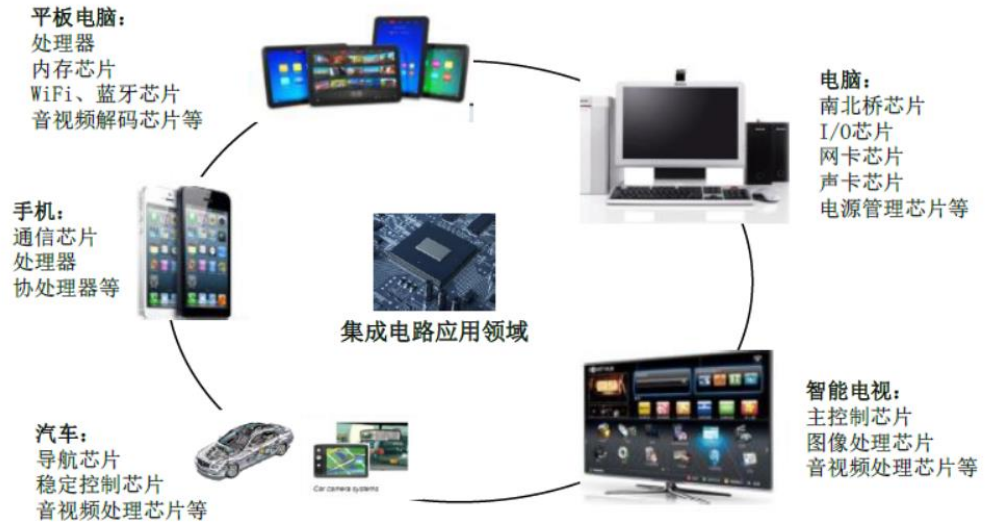 平板电脑：
处理器
内存芯片
WiFi、蓝牙芯片
音视频解码芯片等
电脑：
南北桥芯片
I/O芯片
网卡芯片
声卡芯片
电源管理芯片等
手机：
通信芯片
处理器
协处理器等
集成电路应用领域
智能电视：
主控制芯片
图像处理芯片
音视频处理芯片等
汽车：
导航芯片
稳定控制芯片
音视频处理芯片等
Car camera systems